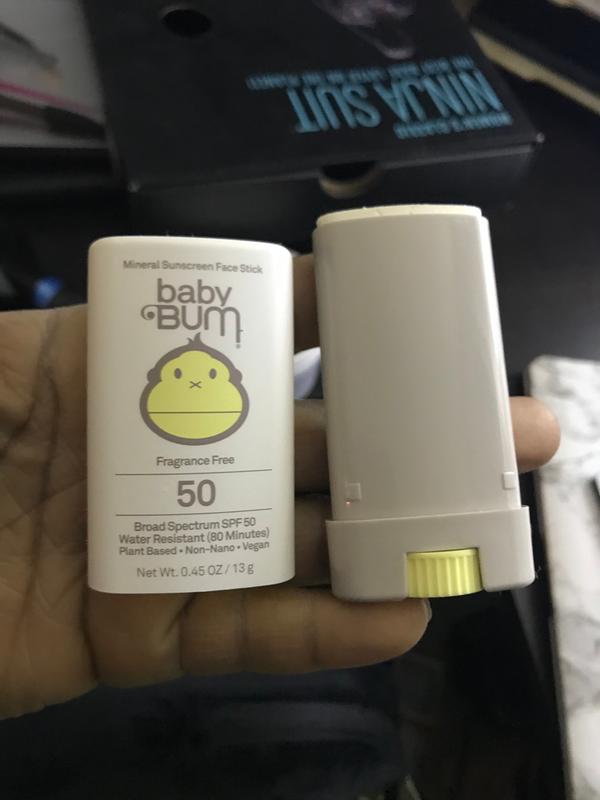 NINJA SUIT
Mineral Sunscreen Face Stick
baby
BUM®
Fragrance Free
50
Broad Spectrum SPF 50
Water Resistant (80 Minutes)
Plant Based • Non-Nano • Vegan
Net Wt. 0.45 OZ / 13 g